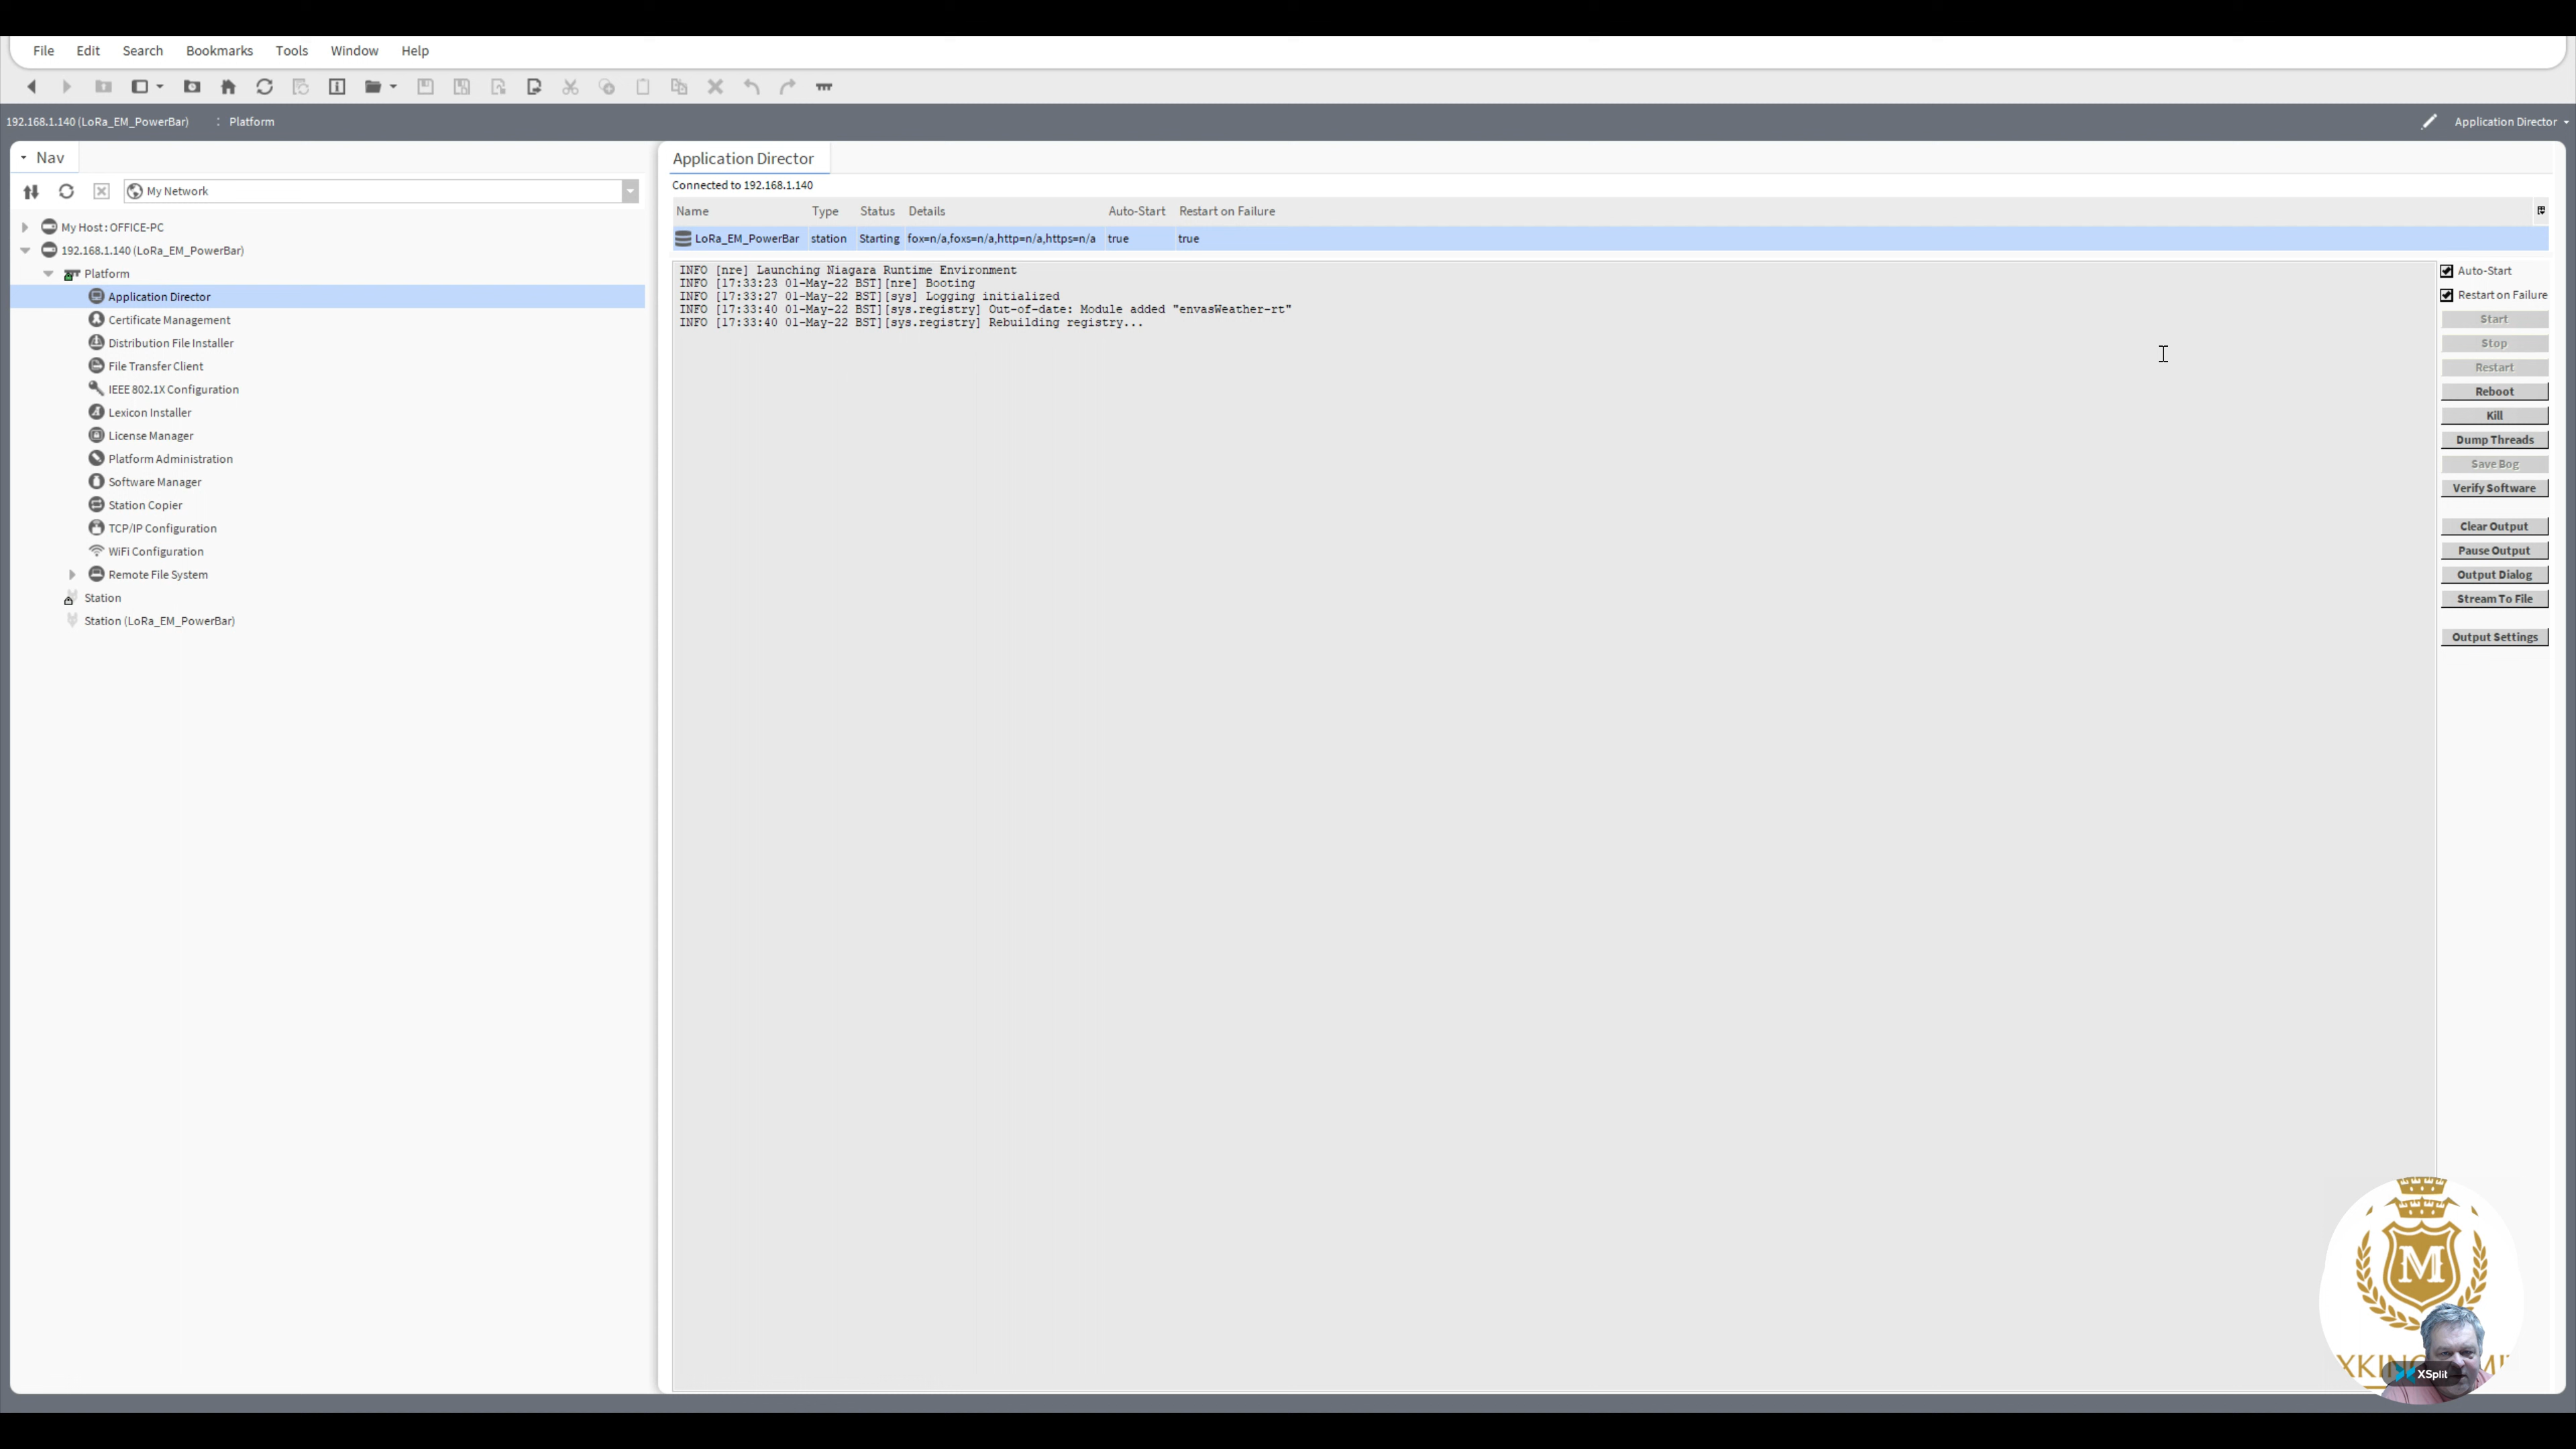 File Edit Search Bookmarks Tools Window Help
192.168.1.140 (LoRa_EM_PowerBar) : Platform
Application Director
Nav
My Network
My Host : OFFICE-PC
192.168.1.140 (LoRa_EM_PowerBar)
Platform
Application Director
Certificate Management
Distribution File Installer
File Transfer Client
IEEE 802.1X Configuration
Lexicon Installer
License Manager
Platform Administration
Software Manager
Station Copier
TCP/IP Configuration
WiFi Configuration
Remote File System
Station
Station (LoRa_EM_PowerBar)
Application Director
Connected to 192.168.1.140
Name Type Status Details Auto-Start Restart on Failure
LoRa_EM_PowerBar station Starting fox=n/a,foxs=n/a,http=n/a,https=n/a true true
INFO [nre] Launching Niagara Runtime Environment
INFO [17:33:23 01-May-22 BST][nre] Booting
INFO [17:33:27 01-May-22 BST][sys] Logging initialized
INFO [17:33:40 01-May-22 BST][sys.registry] Out-of-date: Module added "envasWeather-rt"
INFO [17:33:40 01-May-22 BST][sys.registry] Rebuilding registry...
Auto-Start
Restart on Failure
Start
Stop
Restart
Reboot
Kill
Dump Threads
Save Bog
Verify Software
Clear Output
Pause Output
Output Dialog
Stream To File
Output Settings
M
XSplit